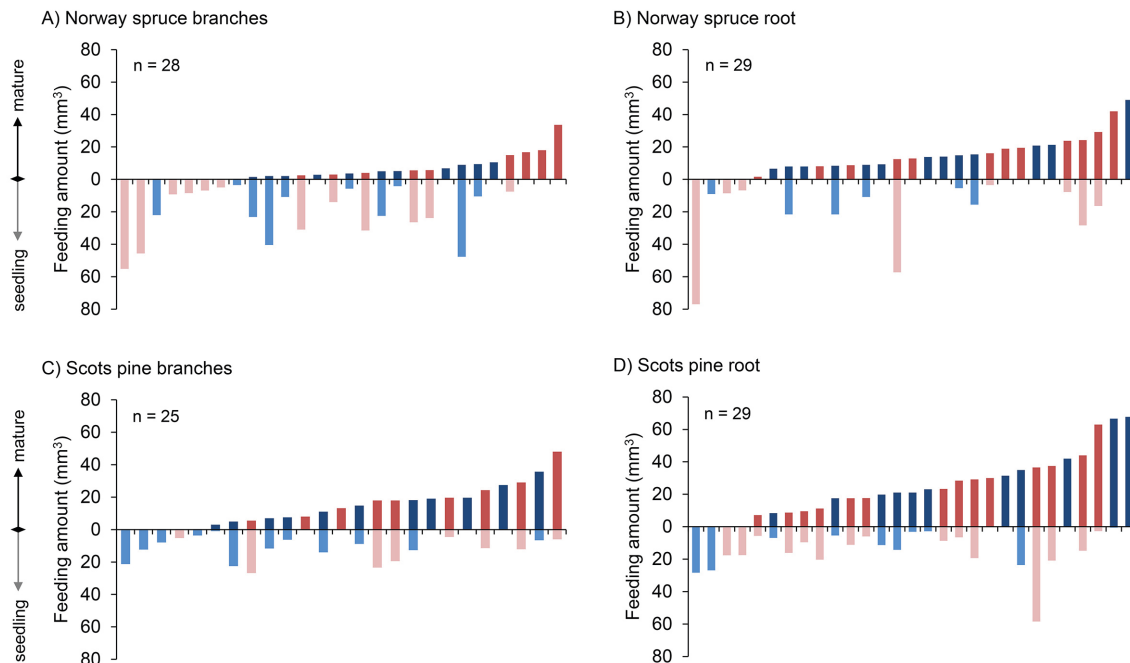 A) Norway spruce branches
mature
seedling
Feeding amount (mm³)
80
60
40
20
0
20
40
60
80
n = 28
B) Norway spruce root
Feeding amount (mm³)
80
60
40
20
0
20
40
60
80
n = 29
C) Scots pine branches
mature
seedling
Feeding amount (mm³)
80
60
40
20
0
20
40
60
80
n = 25
D) Scots pine root
Feeding amount (mm³)
80
60
40
20
0
20
40
60
80
n = 29